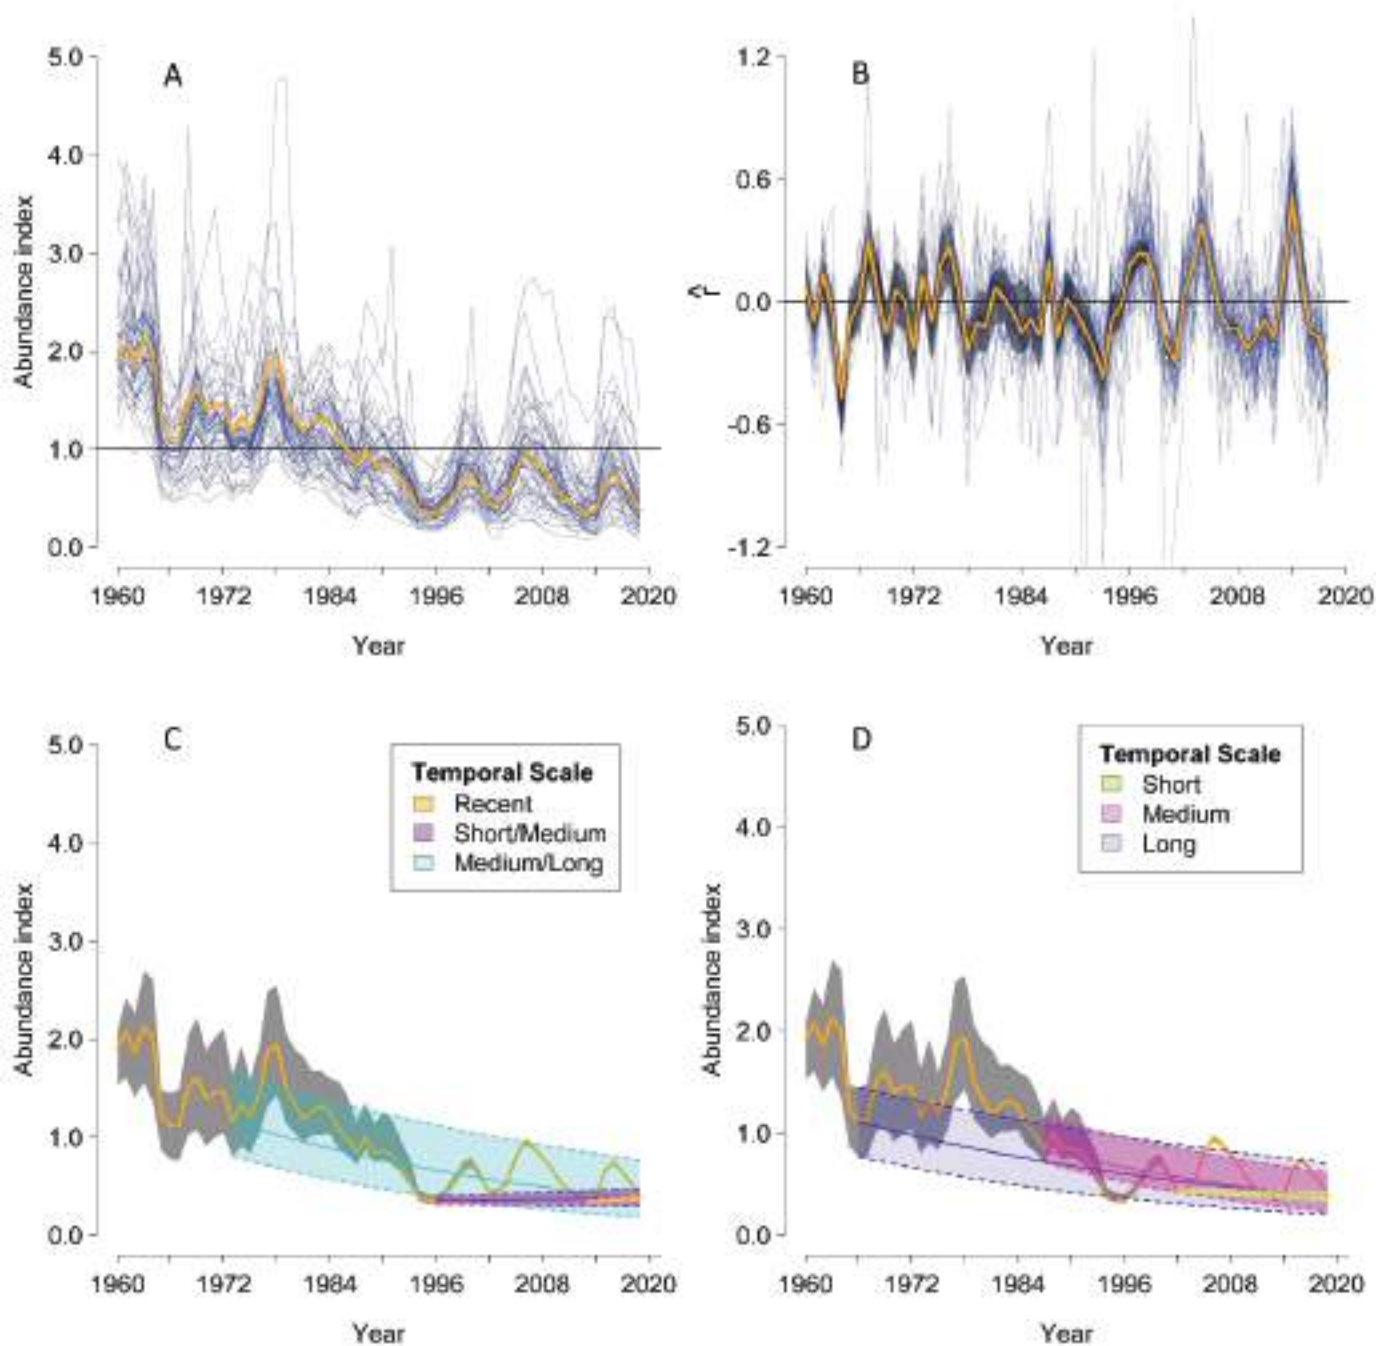 A
5.0
4.0
3.0
2.0
1.0
0.0
Abundance index
1960 1972 1984 1996 2008 2020
Year
B
1.2
0.6
0.0
-0.6
-1.2
r̂
1960 1972 1984 1996 2008 2020
Year
C
5.0
4.0
3.0
2.0
1.0
0.0
Abundance index
Temporal Scale
Recent
Short/Medium
Medium/Long
1960 1972 1984 1996 2008 2020
Year
D
5.0
4.0
3.0
2.0
1.0
0.0
Abundance index
Temporal Scale
Short
Medium
Long
1960 1972 1984 1996 2008 2020
Year